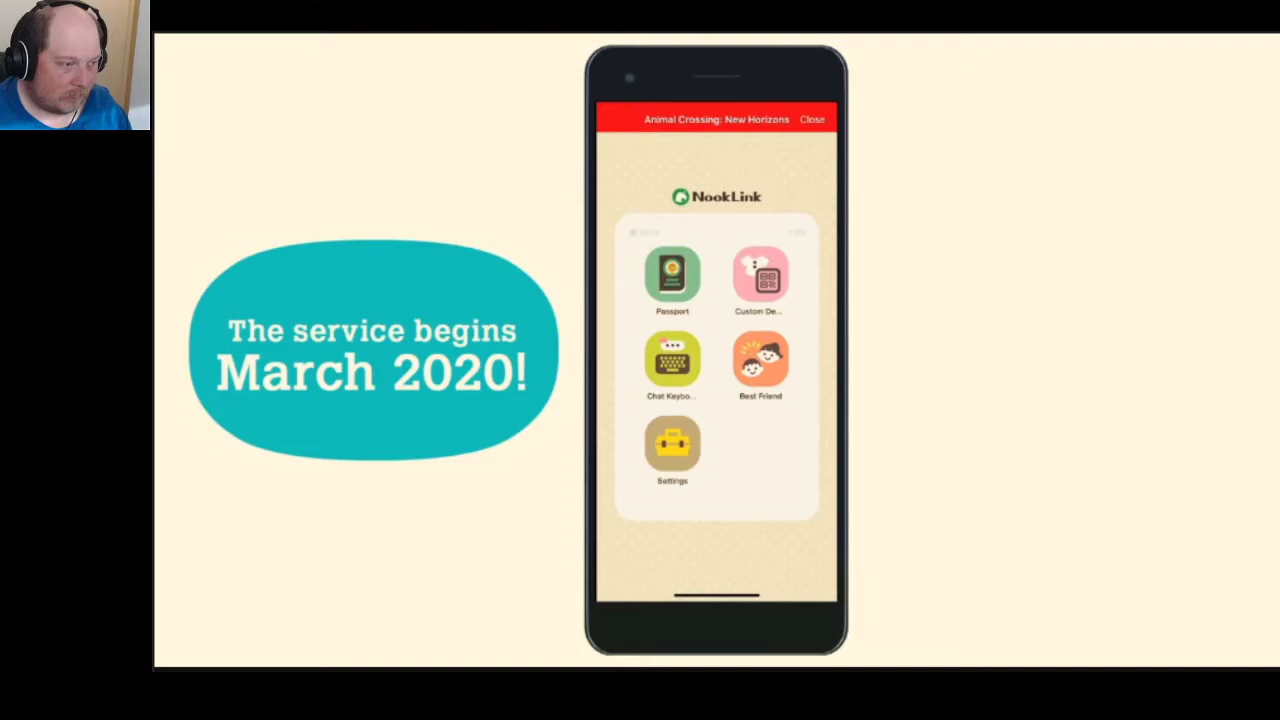 Animal Crossing: New Horizons Close
NookLink
The service begins
March 2020!
Passport
Custom De...
Chat Keybo...
Best Friend
Settings